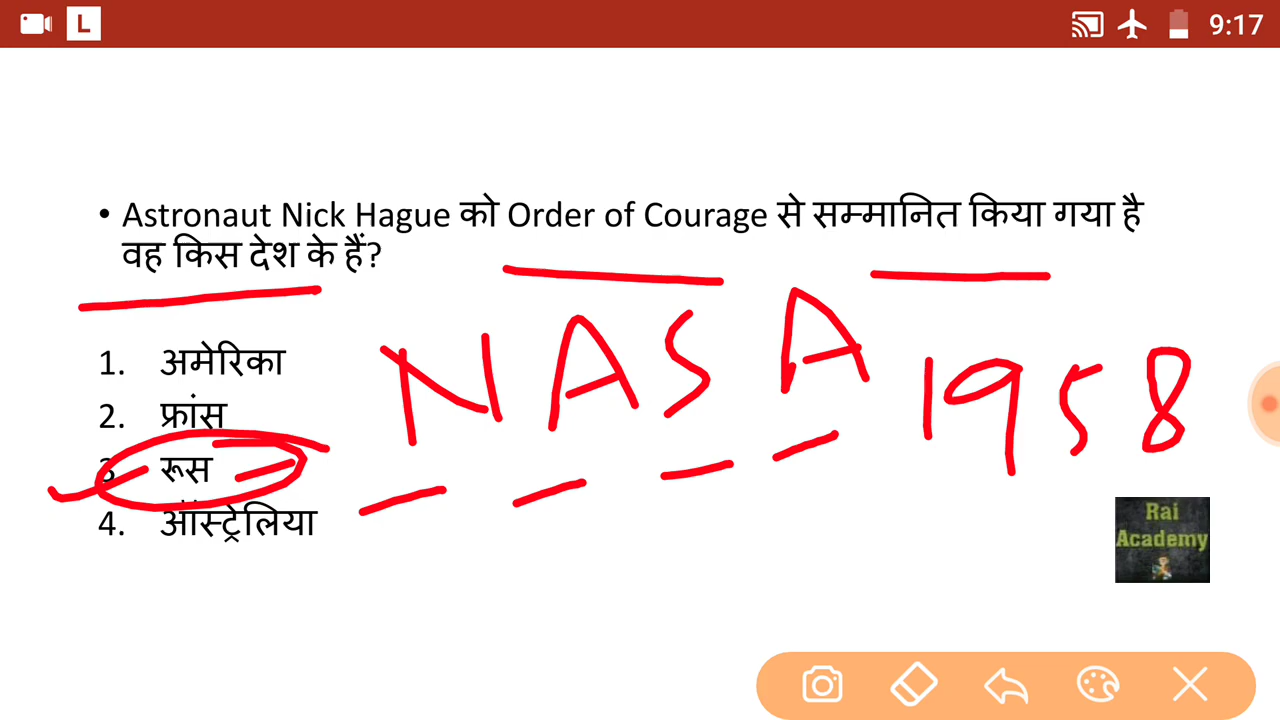 L 9:17
• Astronaut Nick Hague को Order of Courage से सम्मानित किया गया है
वह किस देश के हैं?
1. अमेरिका
2. फ्रांस
3. रूस
4. ऑस्ट्रेलिया
NASA 1958
Rai
Academy